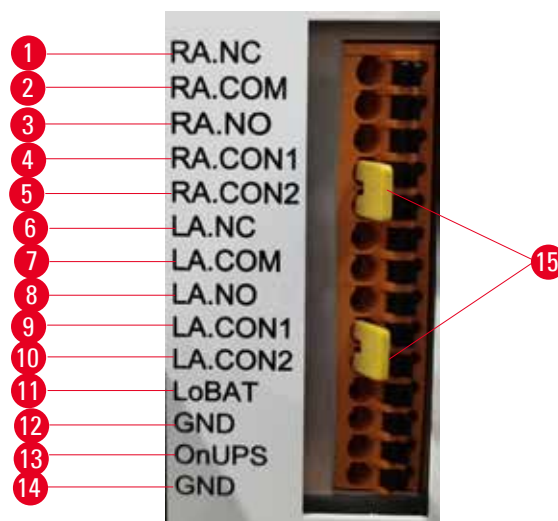 1 RA.NC
2 RA.COM
3 RA.NO
4 RA.CON1
5 RA.CON2
6 LA.NC
7 LA.COM
8 LA.NO
9 LA.CON1
10 LA.CON2
11 LoBAT
12 GND
13 OnUPS
14 GND
15